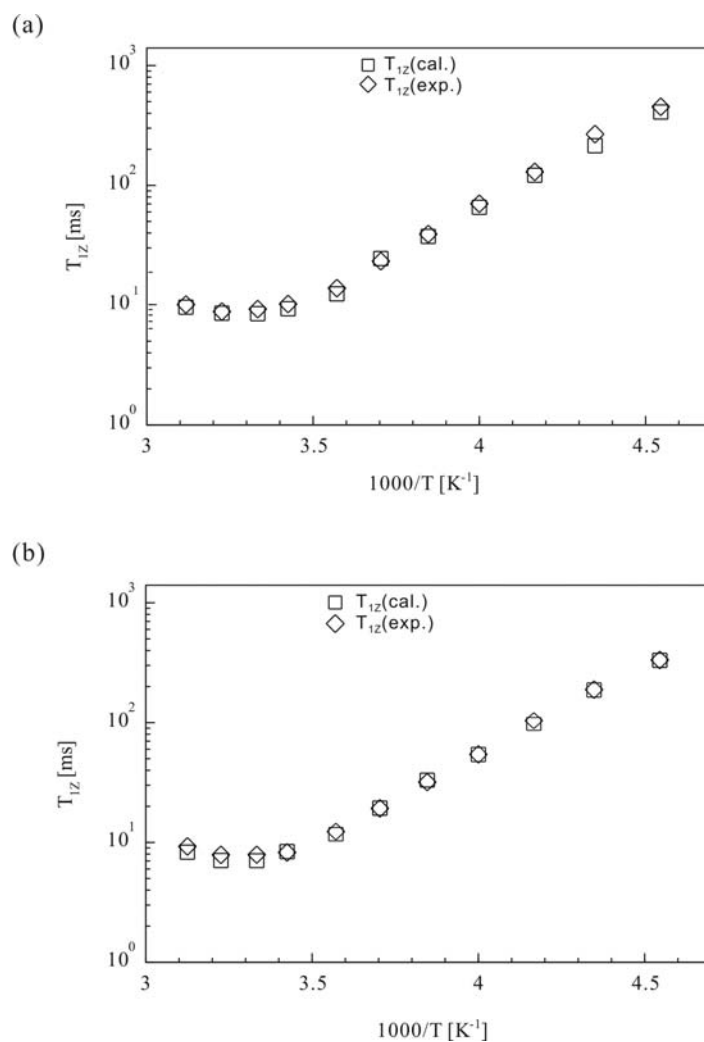 (a)
10³
T₁Z(cal.)
T₁Z(exp.)
10²
T₁Z [ms]
10¹
10⁰
3
3.5
4
4.5
1000/T [K⁻¹]
(b)
10³
T₁Z(cal.)
T₁Z(exp.)
10²
T₁Z [ms]
10¹
10⁰
3
3.5
4
4.5
1000/T [K⁻¹]